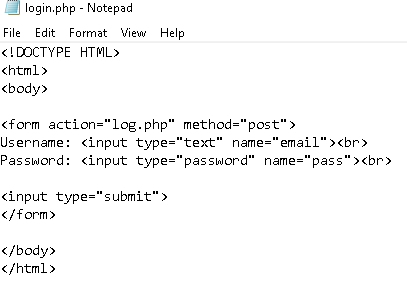 login.php - Notepad
File Edit Format View Help
<!DOCTYPE HTML>
<html>
<body>
<form action="log.php" method="post">
Username: <input type="text" name="email"><br>
Password: <input type="password" name="pass"><br>
<input type="submit">
</form>
</body>
</html>